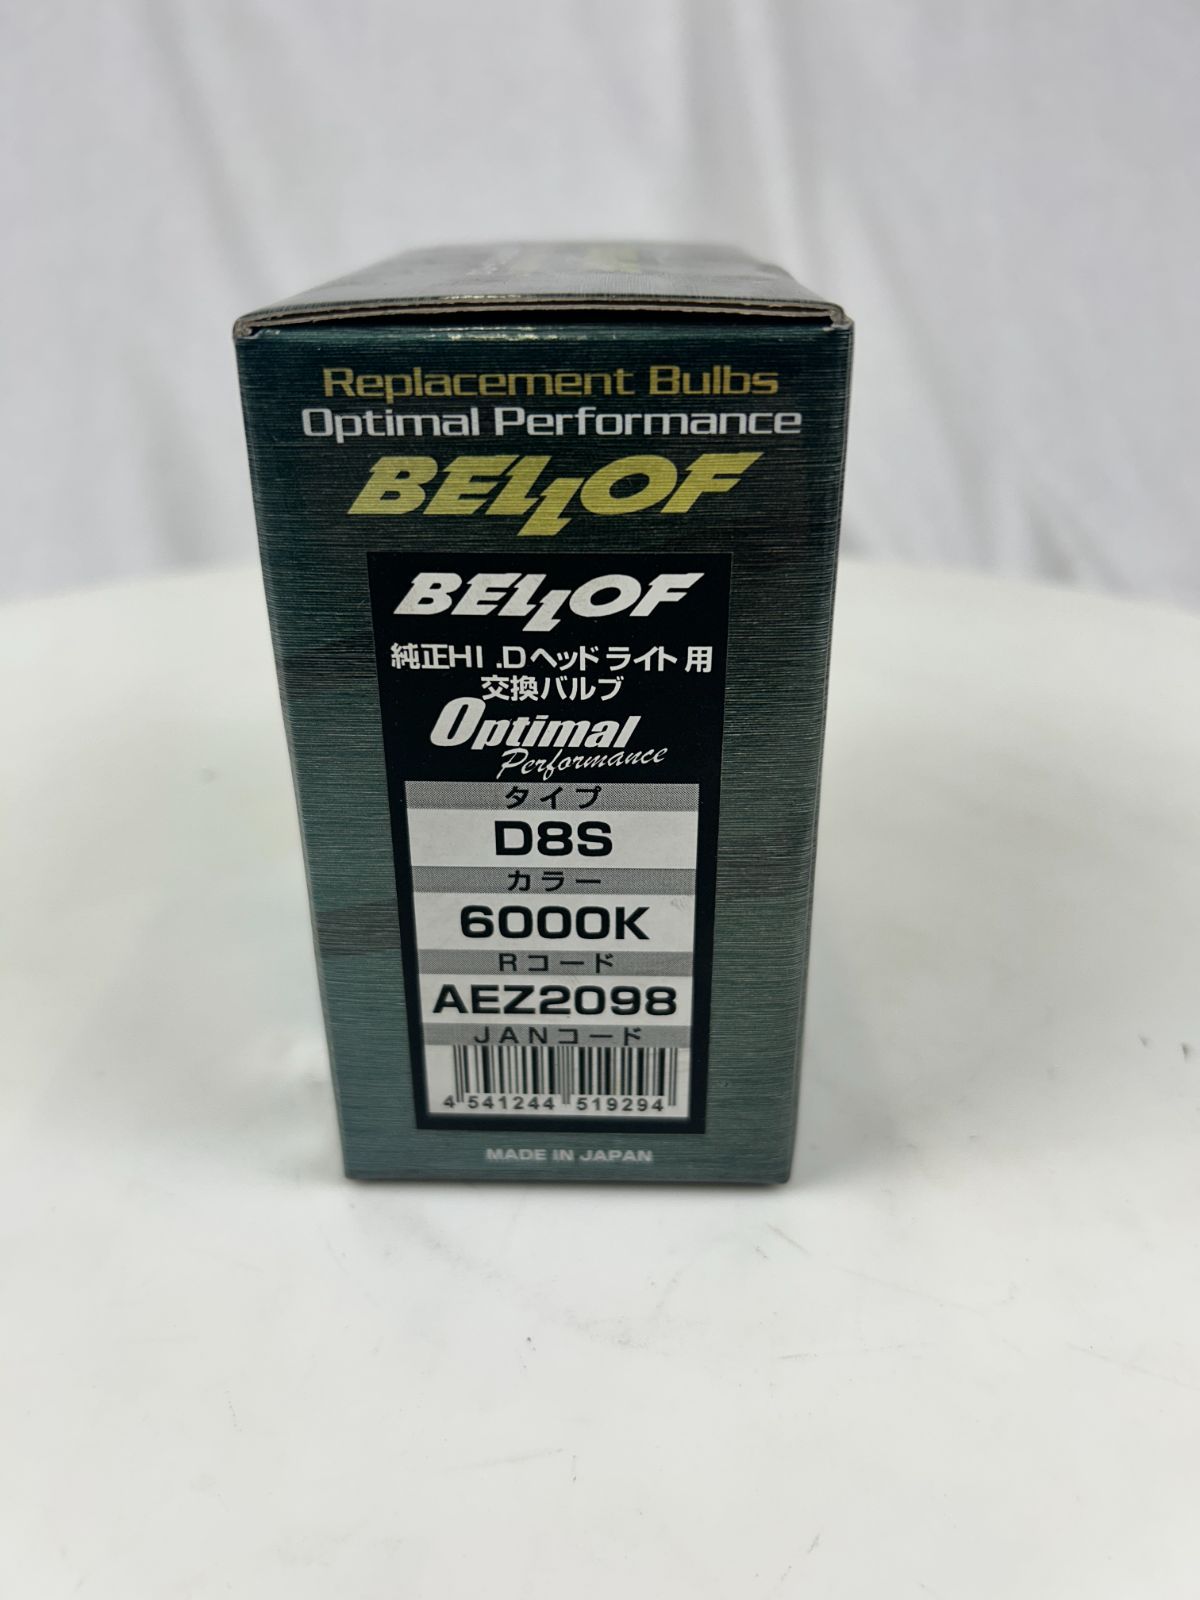 Replacement Bulbs
Optimal Performance
BELLOF
BELLOF
純正HI.Dヘッドライト用
交換バルブ
Optimal
Performance
タイプ
D8S
カラー
6000K
Rコード
AEZ2098
JANコード
4 541244 519294
MADE IN JAPAN